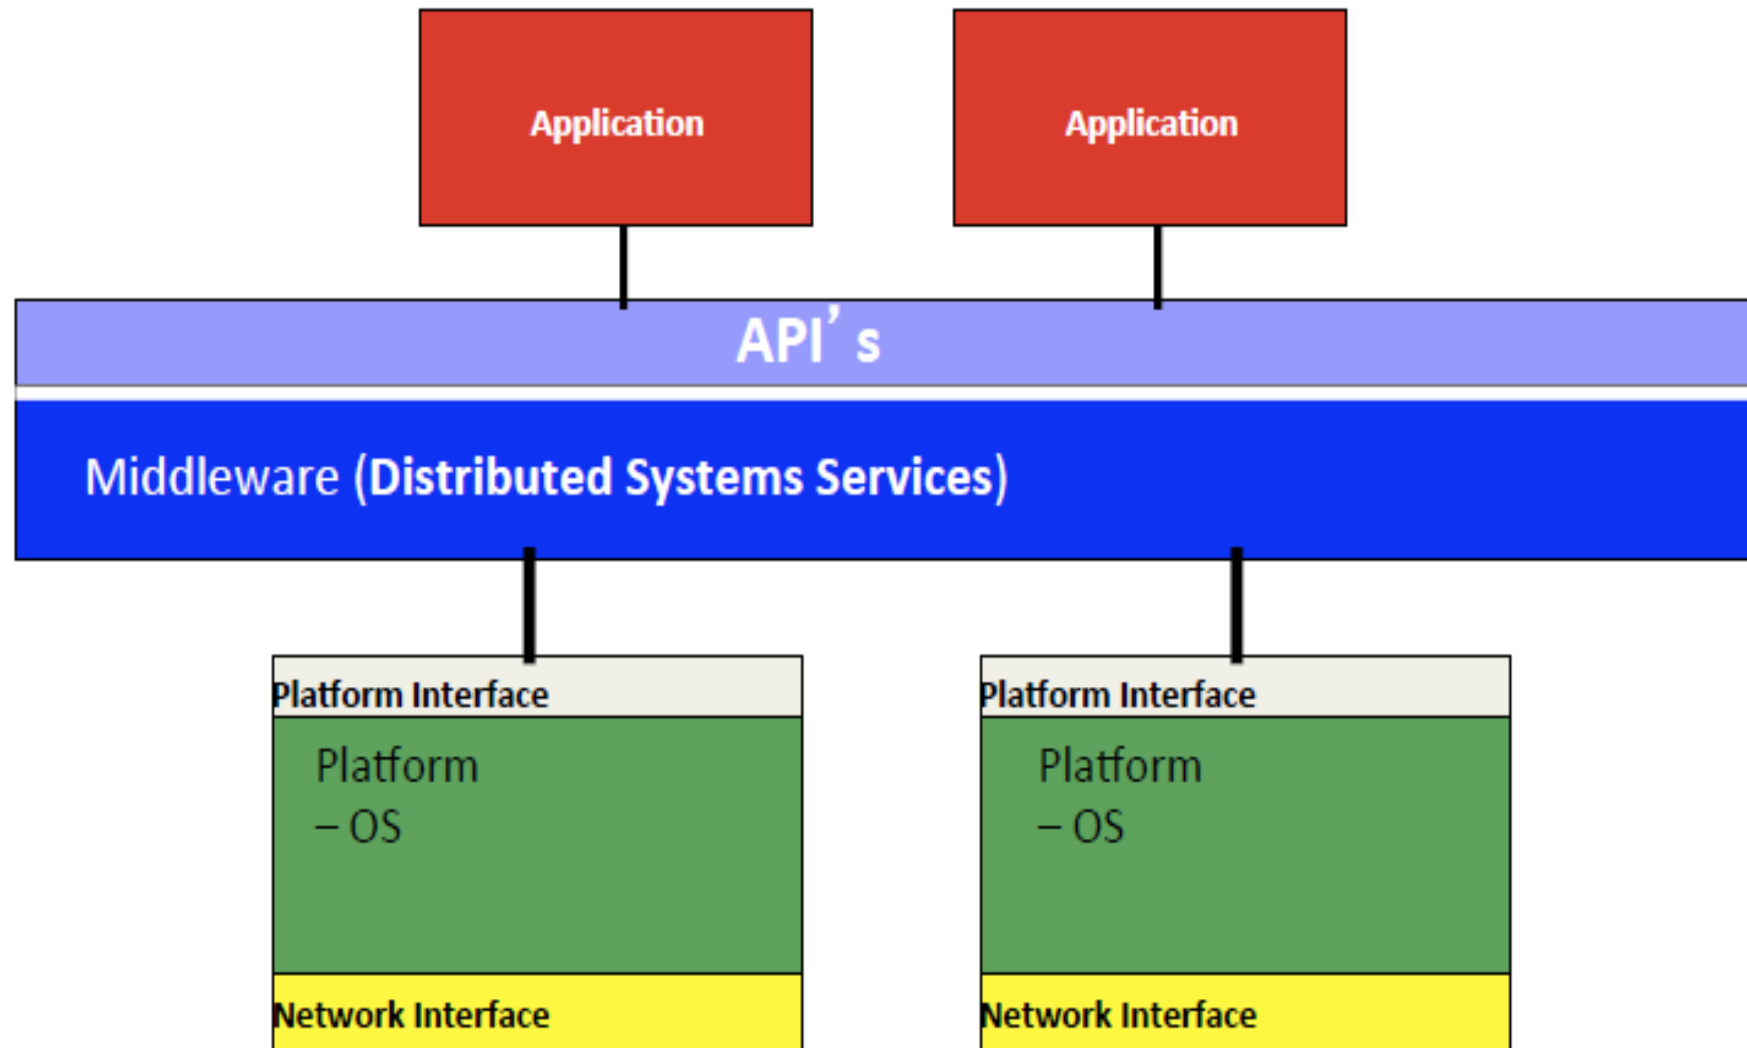 Application
Application
API’ s
Middleware (Distributed Systems Services)
Platform Interface
Platform Interface
Platform
– OS
Platform
– OS
Network Interface
Network Interface